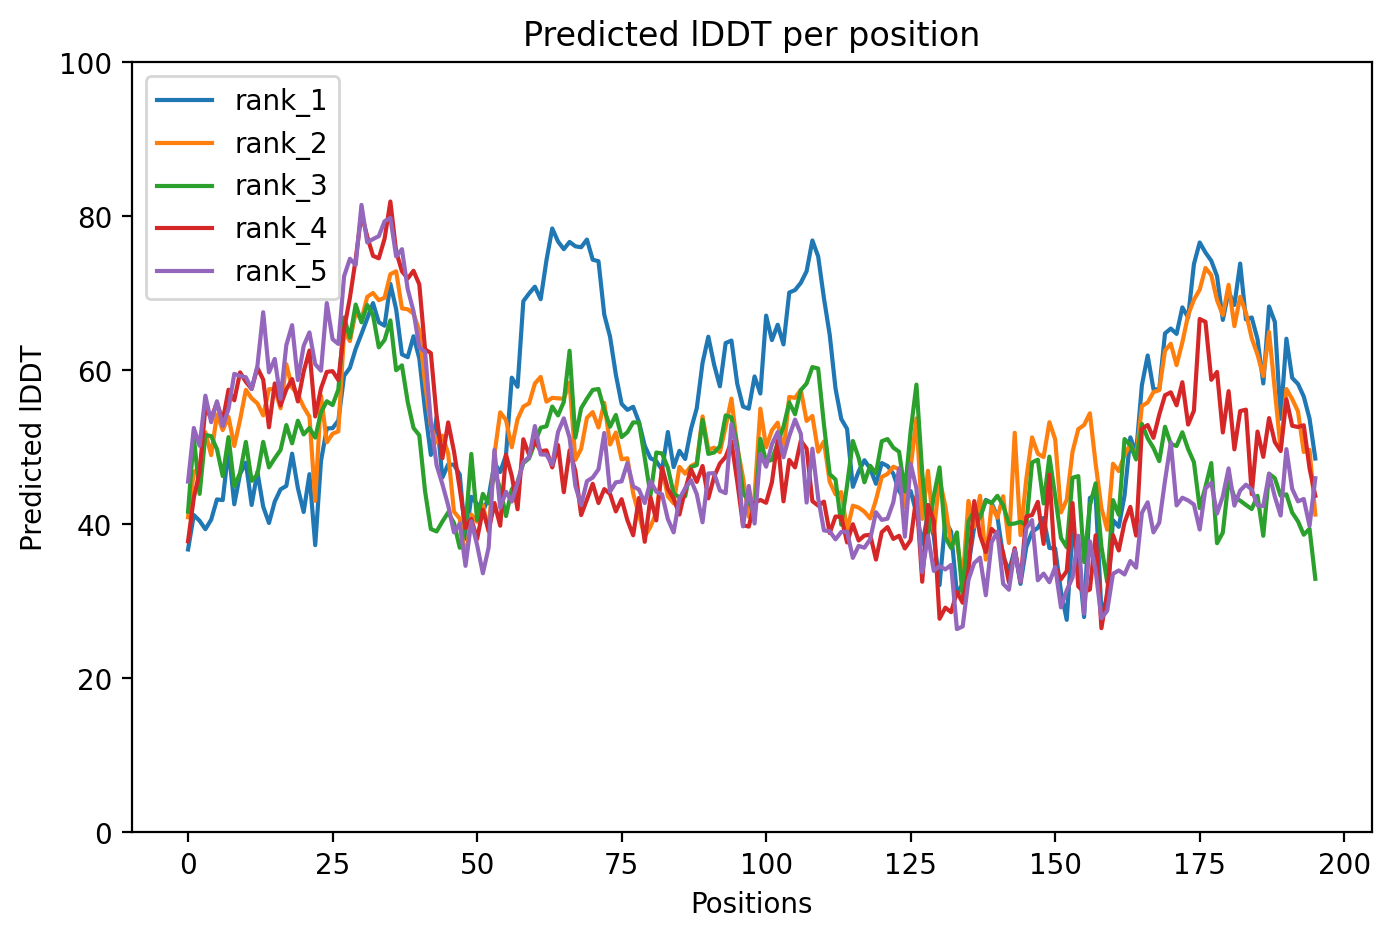 Predicted lDDT per position
100
80
60
40
20
0
Predicted lDDT
rank_1
rank_2
rank_3
rank_4
rank_5
0 25 50 75 100 125 150 175 200
Positions